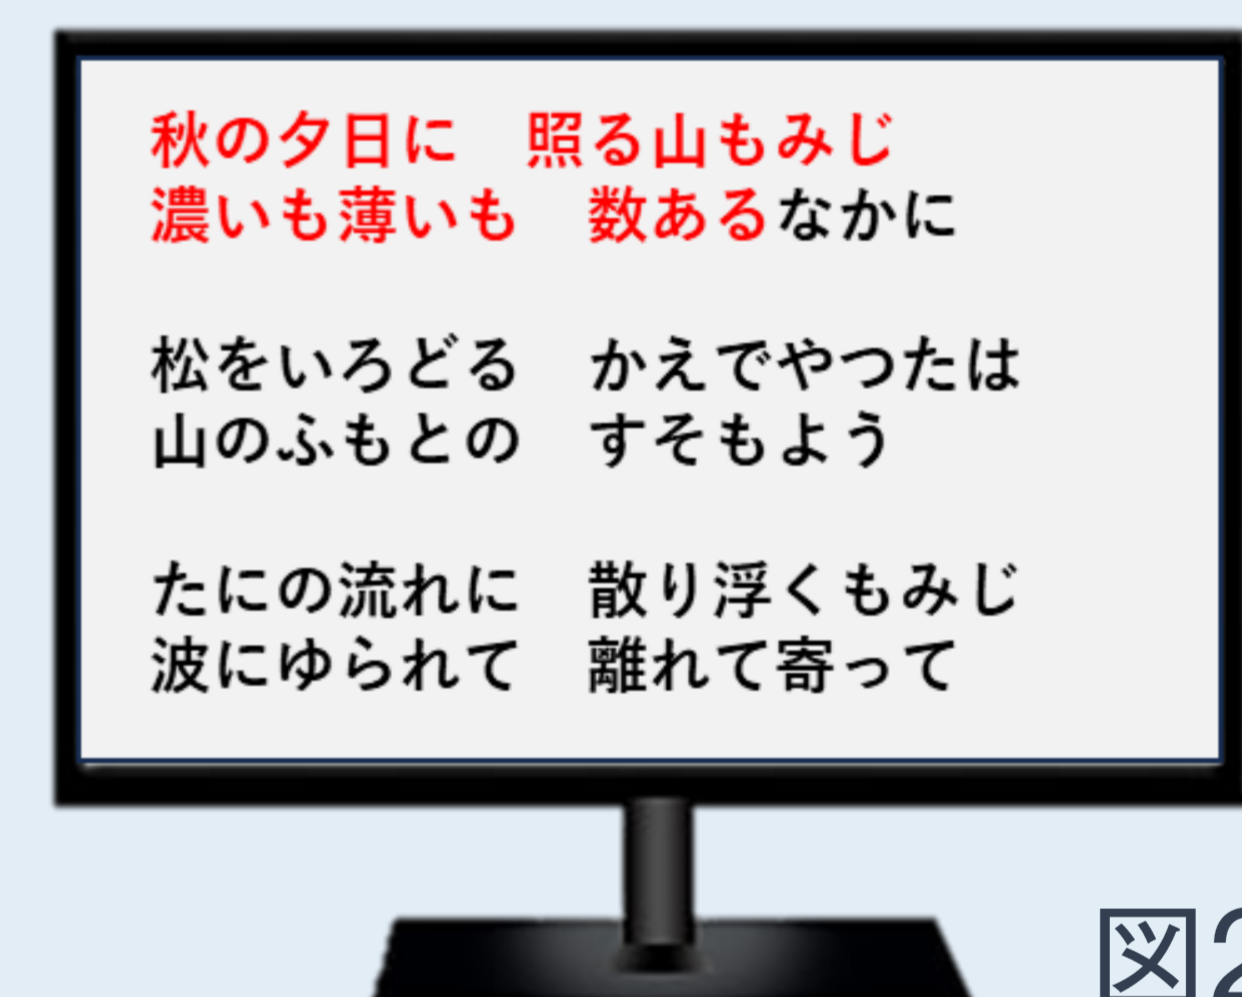 秋の夕日に　照る山もみじ
濃いも薄いも　数あるなかに
松をいろどる　かえでやつたは
山のふもとの　すそもよう
たにの流れに　散り浮くもみじ
波にゆられて　離れて寄って
図2